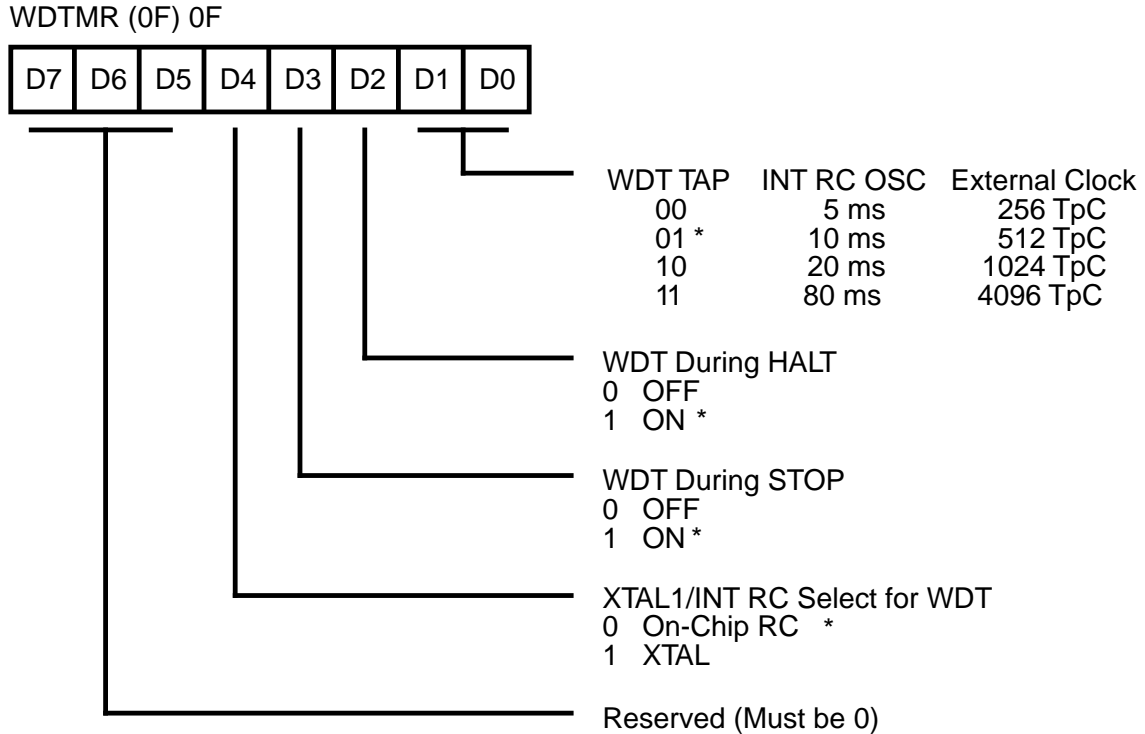 WDTMR (0F) 0F
D7 D6 D5 D4 D3 D2 D1 D0
WDT TAP INT RC OSC External Clock
00 5 ms 256 TpC
01 * 10 ms 512 TpC
10 20 ms 1024 TpC
11 80 ms 4096 TpC
WDT During HALT
0 OFF
1 ON *
WDT During STOP
0 OFF
1 ON *
XTAL1/INT RC Select for WDT
0 On-Chip RC *
1 XTAL
Reserved (Must be 0)